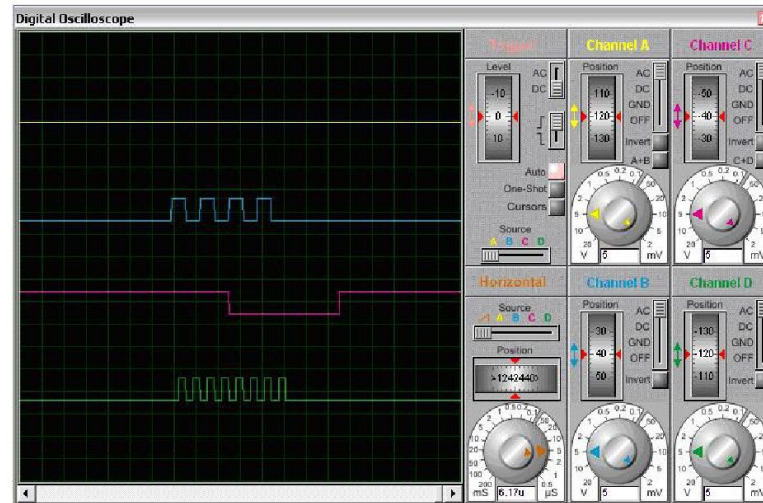 Digital Oscilloscope
Trigger
Level
-10
0
10
AC
DC
Auto
One-Shot
Cursors
Source
A B C D
Channel A
Position
110
120
130
AC
DC
GND
OFF
Invert
A+B
V 5 mV
Channel C
Position
-50
-40
-30
AC
DC
GND
OFF
Invert
C+D
V 5 mV
Horizontal
Source
A B C D
Position
>1242440>
mS 6.17u µS
Channel B
Position
-30
-40
-50
AC
DC
GND
OFF
Invert
V 5 mV
Channel D
Position
-130
-120
-110
AC
DC
GND
OFF
Invert
V 5 mV